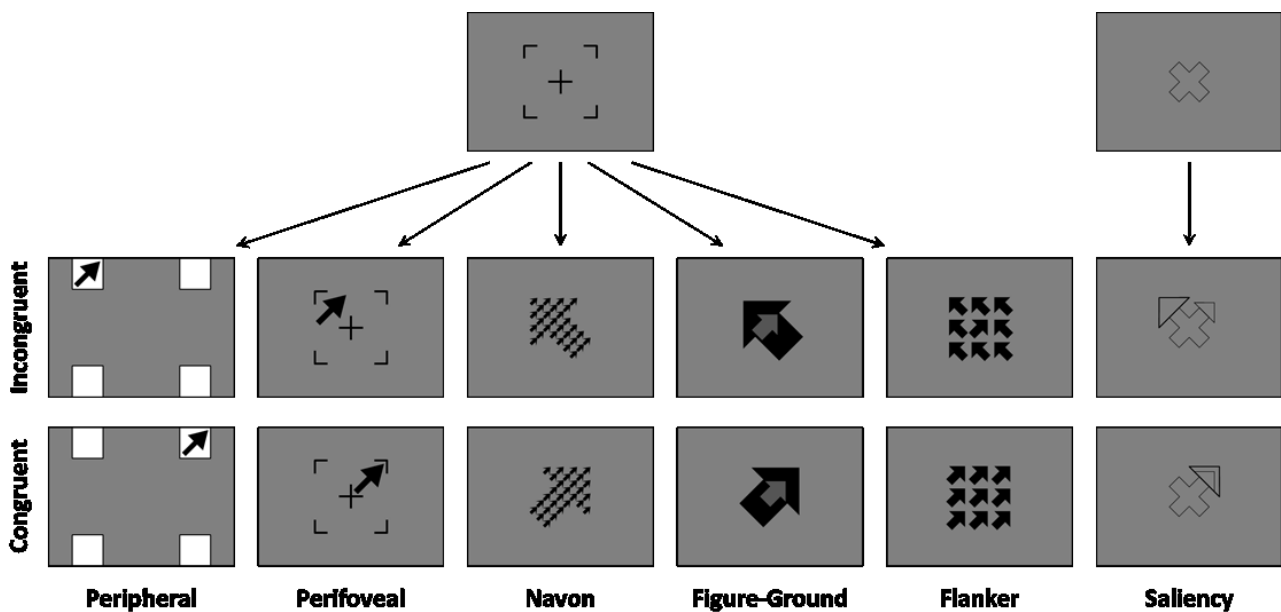 Incongruent
Congruent
Peripheral
Perifoveal
Navon
Figure-Ground
Flanker
Saliency